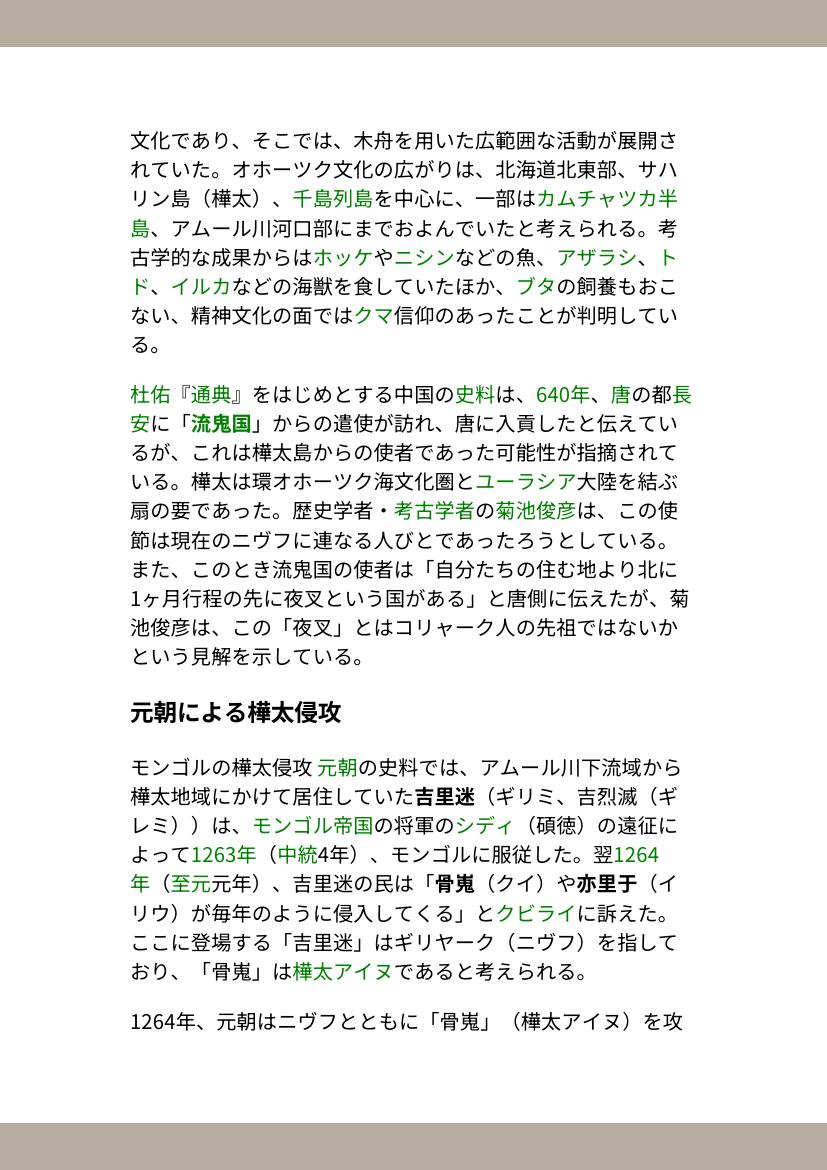 文化であり、そこでは、木舟を用いた広範囲な活動が展開さ
れていた。オホーツク文化の広がりは、北海道北東部、サハ
リン島（樺太）、千島列島を中心に、一部はカムチャツカ半
島、アムール川河口部にまでおよんでいたと考えられる。考
古学的な成果からはホッケやニシンなどの魚、アザラシ、ト
ド、イルカなどの海獣を食していたほか、ブタの飼養もおこ
ない、精神文化の面ではクマ信仰のあったことが判明してい
る。
杜佑『通典』をはじめとする中国の史料は、640年、唐の都長
安に「流鬼国」からの遣使が訪れ、唐に入貢したと伝えてい
るが、これは樺太島からの使者であった可能性が指摘されて
いる。樺太は環オホーツク海文化圏とユーラシア大陸を結ぶ
扇の要であった。歴史学者・考古学者の菊池俊彦は、この使
節は現在のニヴフに連なる人びとであったろうとしている。
また、このとき流鬼国の使者は「自分たちの住む地より北に
1ヶ月行程の先に夜叉という国がある」と唐側に伝えたが、菊
池俊彦は、この「夜叉」とはコリャーク人の先祖ではないか
という見解を示している。
元朝による樺太侵攻
モンゴルの樺太侵攻 元朝の史料では、アムール川下流域から
樺太地域にかけて居住していた吉里迷（ギリミ、吉烈滅（ギ
レミ））は、モンゴル帝国の将軍のシディ（碩徳）の遠征に
よって1263年（中統4年）、モンゴルに服従した。翌1264
年（至元元年）、吉里迷の民は「骨嵬（クイ）や亦里于（イ
リウ）が毎年のように侵入してくる」とクビライに訴えた。
ここに登場する「吉里迷」はギリヤーク（ニヴフ）を指して
おり、「骨嵬」は樺太アイヌであると考えられる。
1264年、元朝はニヴフとともに「骨嵬」（樺太アイヌ）を攻